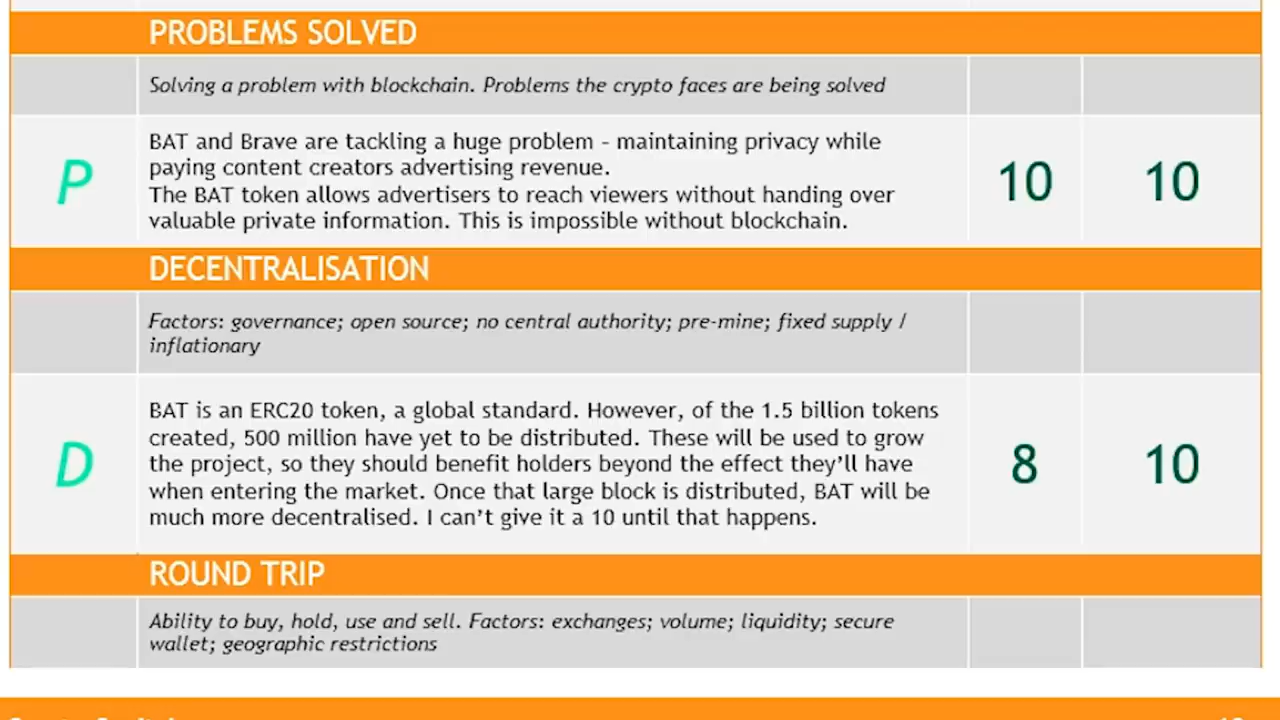 PROBLEMS SOLVED
Solving a problem with blockchain. Problems the crypto faces are being solved
P
BAT and Brave are tackling a huge problem - maintaining privacy while
paying content creators advertising revenue.
The BAT token allows advertisers to reach viewers without handing over
valuable private information. This is impossible without blockchain.
10
10
DECENTRALISATION
Factors: governance; open source; no central authority; pre-mine; fixed supply /
inflationary
D
BAT is an ERC20 token, a global standard. However, of the 1.5 billion tokens
created, 500 million have yet to be distributed. These will be used to grow
the project, so they should benefit holders beyond the effect they’ll have
when entering the market. Once that large block is distributed, BAT will be
much more decentralised. I can’t give it a 10 until that happens.
8
10
ROUND TRIP
Ability to buy, hold, use and sell. Factors: exchanges; volume; liquidity; secure
wallet; geographic restrictions